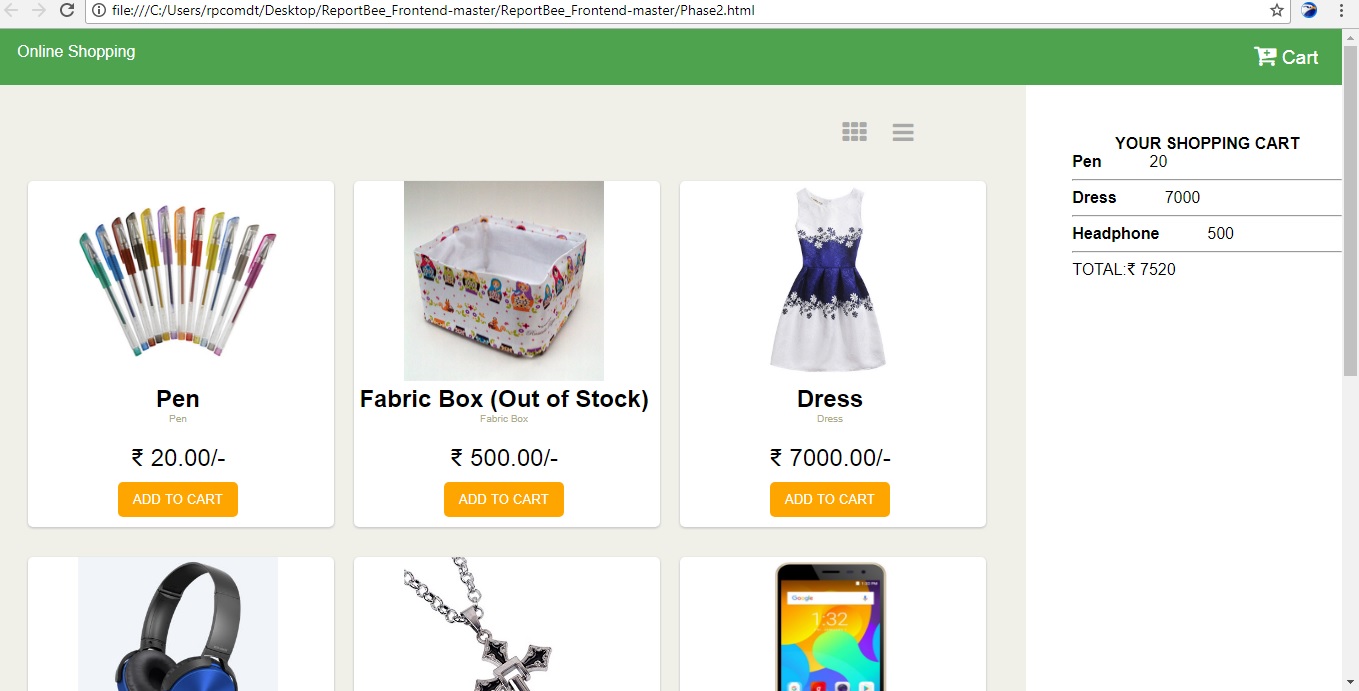 file:///C:/Users/rpcomdt/Desktop/ReportBee_Frontend-master/ReportBee_Frontend-master/Phase2.html
Online Shopping
Cart
YOUR SHOPPING CART
Pen 20
Dress 7000
Headphone 500
TOTAL:₹ 7520
Pen
Pen
₹ 20.00/-
ADD TO CART
Fabric Box (Out of Stock)
Fabric Box
₹ 500.00/-
ADD TO CART
Dress
Dress
₹ 7000.00/-
ADD TO CART
Google
1:32